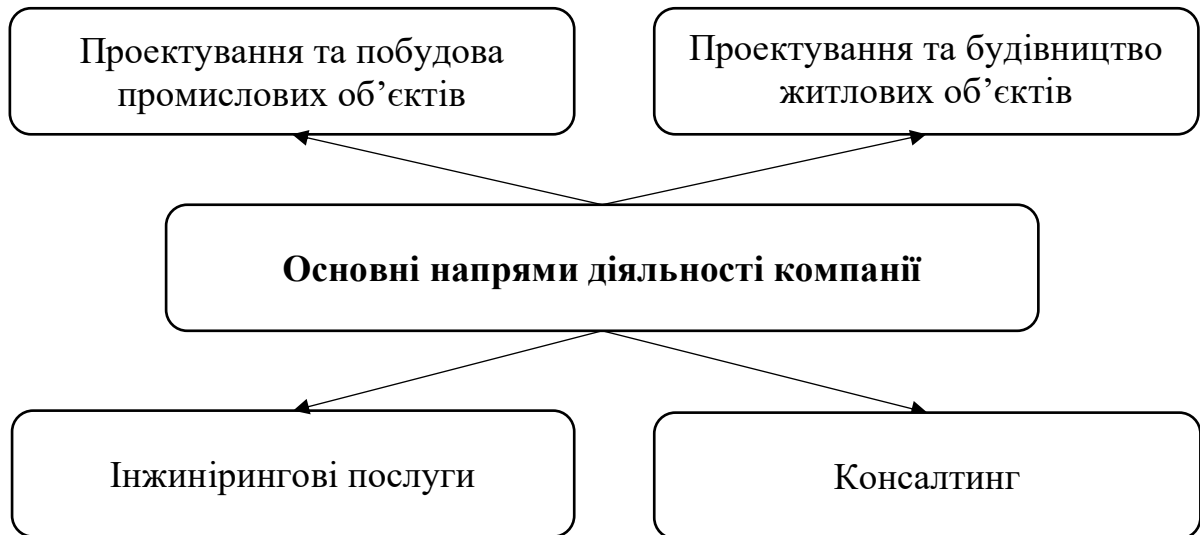 Проектування та побудова
промислових об’єктів
Проектування та будівництво
житлових об’єктів
Основні напрями діяльності компанії
Інжинірингові послуги
Консалтинг